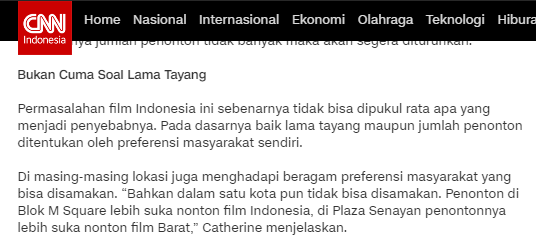 CNN
Indonesia
Home Nasional Internasional Ekonomi Olahraga Teknologi Hibura
jumlah penonton tidak banyak maka akan segera diturunkan.
Bukan Cuma Soal Lama Tayang
Permasalahan film Indonesia ini sebenarnya tidak bisa dipukul rata apa yang
menjadi penyebabnya. Pada dasarnya baik lama tayang maupun jumlah penonton
ditentukan oleh preferensi masyarakat sendiri.
Di masing-masing lokasi juga menghadapi beragam preferensi masyarakat yang
bisa disamakan. “Bahkan dalam satu kota pun tidak bisa disamakan. Penonton di
Blok M Square lebih suka nonton film Indonesia, di Plaza Senayan penontonnya
lebih suka nonton film Barat,” Catherine menjelaskan.